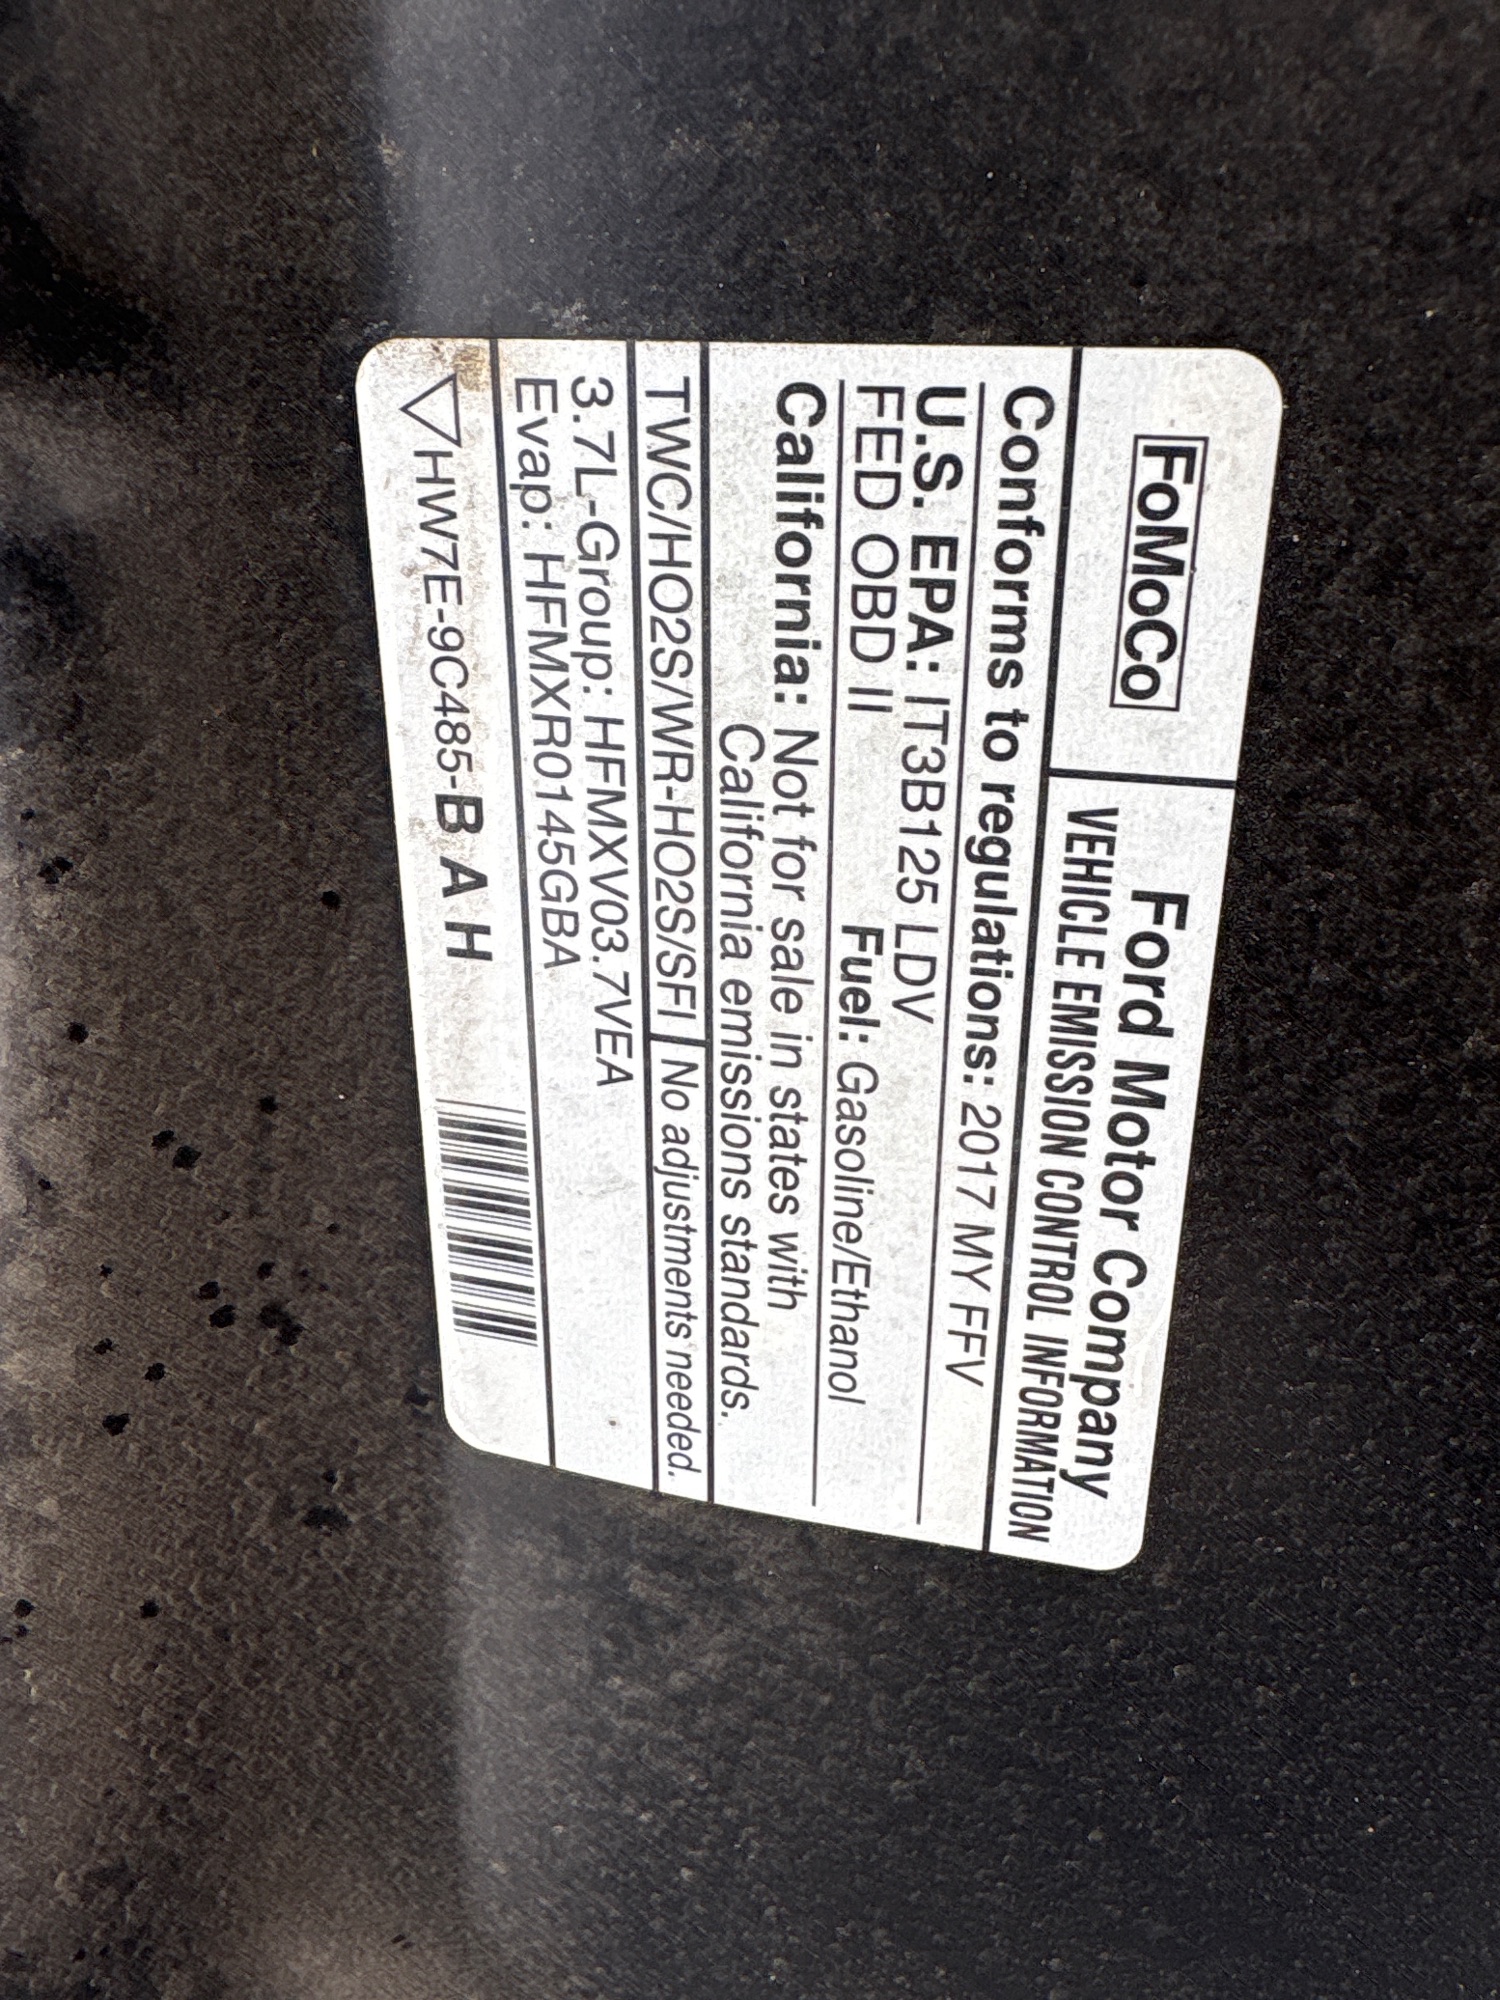 FoMoCo
Ford Motor Company
VEHICLE EMISSION CONTROL INFORMATION
Conforms to regulations: 2017 MY FFV
U.S. EPA: IT3B125 LDV
FED OBD II Fuel: Gasoline/Ethanol
California: Not for sale in states with
California emissions standards.
TWC/HO2S/WR-HO2S/SFI No adjustments needed.
3.7L-Group: HFMXV03.7VEA
Evap: HFMXR0145GBA
HW7E-9C485-B A H